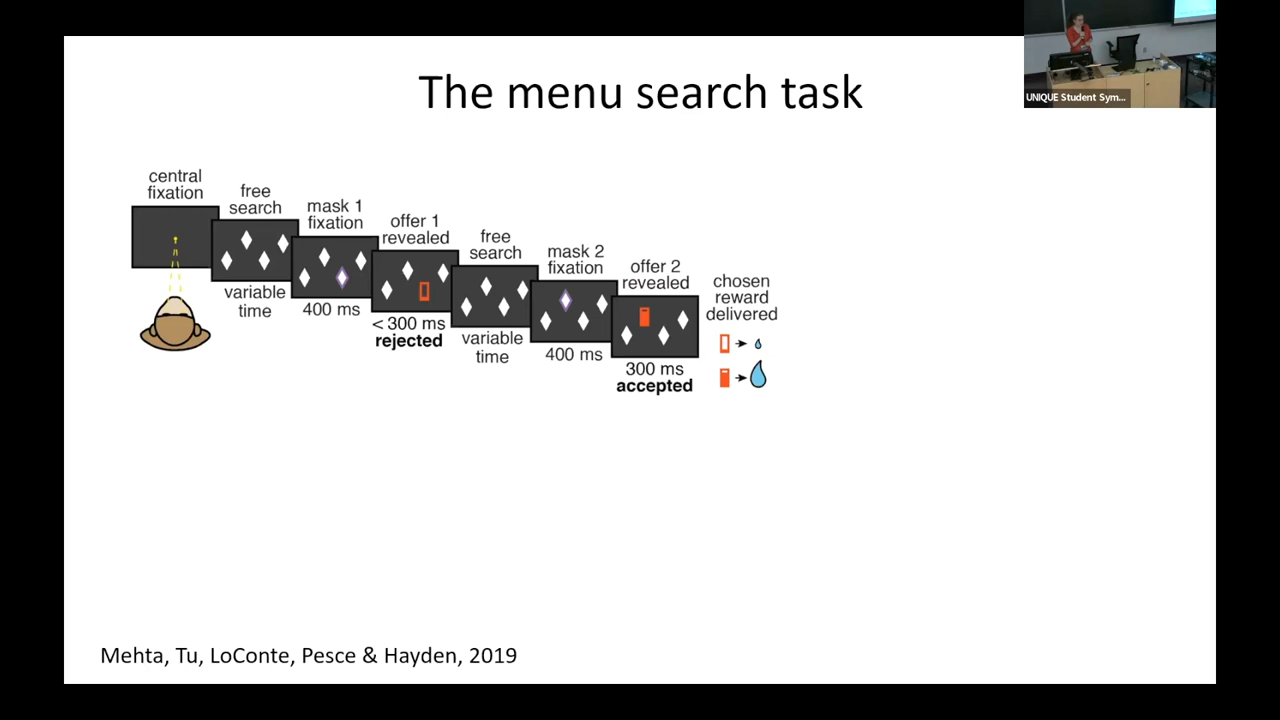 The menu search task
UNIQUE Student Sym...
central
fixation
free
search
variable
time
mask 1
fixation
400 ms
offer 1
revealed
< 300 ms
rejected
free
search
variable
time
mask 2
fixation
400 ms
offer 2
revealed
300 ms
accepted
chosen
reward
delivered
Mehta, Tu, LoConte, Pesce & Hayden, 2019